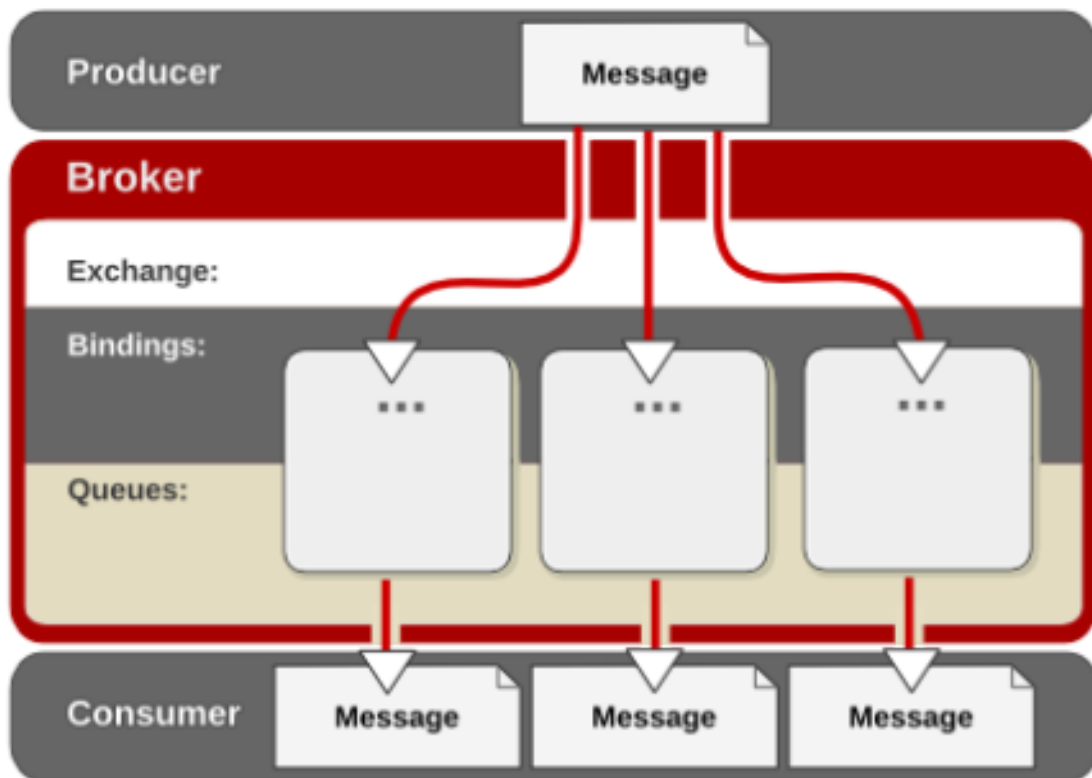 Producer
Message
Broker
Exchange:
Bindings:
...
...
...
Queues:
Consumer
Message
Message
Message